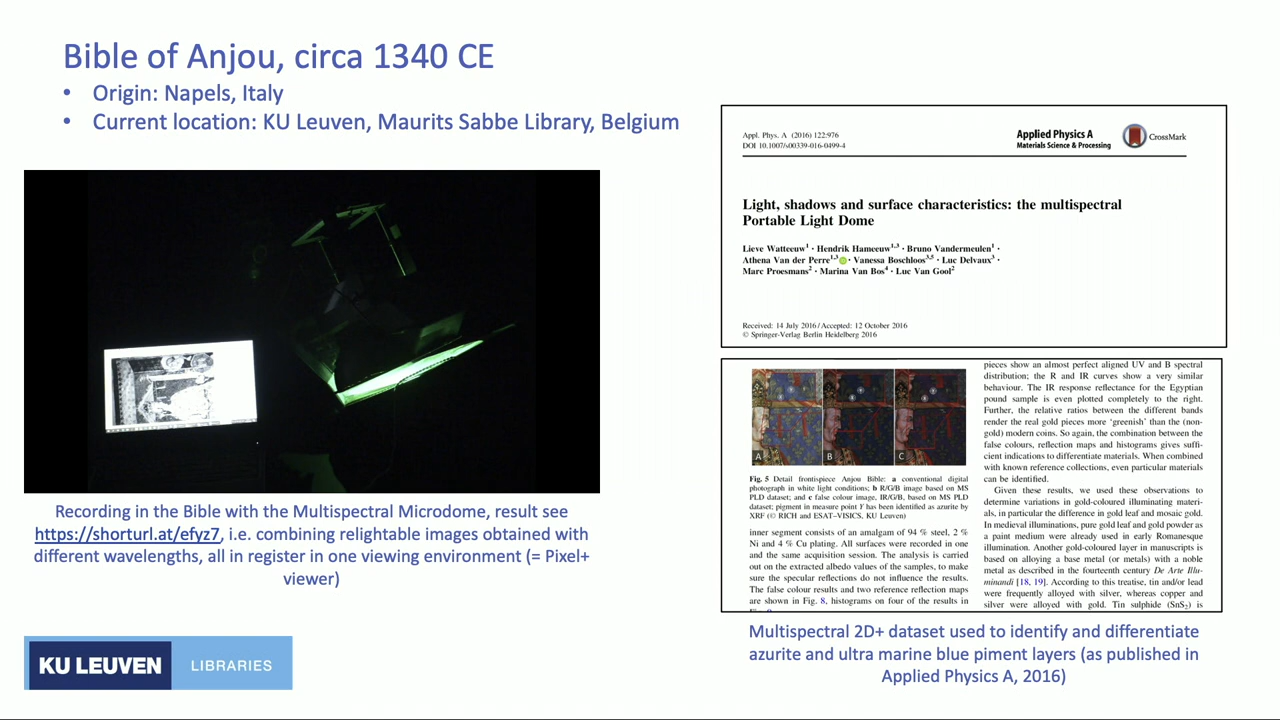 Bible of Anjou, circa 1340 CE
• Origin: Napels, Italy
• Current location: KU Leuven, Maurits Sabbe Library, Belgium
Recording in the Bible with the Multispectral Microdome, result see
https://shorturl.at/efyz7, i.e. combining relightable images obtained with
different wavelengths, all in register in one viewing environment (= Pixel+
viewer)
KU LEUVEN LIBRARIES
Appl. Phys. A (2016) 122:976
DOI 10.1007/s00339-016-0499-4
Applied Physics A
Materials Science & Processing
CrossMark
Light, shadows and surface characteristics: the multispectral
Portable Light Dome
Lieve Watteeuw1 · Hendrik Hameeuw1,3 · Bruno Vandermeulen1 ·
Athena Van der Perre1,3 · Vanessa Boschloos3,5 · Luc Delvaux3 ·
Marc Proesmans2 · Marina Van Bos4 · Luc Van Gool2
Received: 14 July 2016 / Accepted: 12 October 2016
© Springer-Verlag Berlin Heidelberg 2016
A B C
Fig. 5 Detail frontispiece Anjou Bible: a conventional digital
photograph in white light conditions; b R/G/B image based on MS
PLD dataset; and c false colour image, IR/G/B, based on MS PLD
dataset; pigment in measure point Y has been identified as azurite by
XRF (© RICH and ESAT–VISICS, KU Leuven)
inner segment consists of an amalgam of 94 % steel, 2 %
Ni and 4 % Cu plating. All surfaces were recorded in one
and the same acquisition session. The analysis is carried
out on the extracted albedo values of the samples, to make
sure the specular reflections do not influence the results.
The false colour results and two reference reflection maps
are shown in Fig. 8, histograms on four of the results in
pieces show an almost perfect aligned UV and B spectral
distribution; the R and IR curves show a very similar
behaviour. The IR response reflectance for the Egyptian
pound sample is even plotted completely to the right.
Further, the relative ratios between the different bands
render the real gold pieces more 'greenish' than the (non-
gold) modern coins. So again, the combination between the
false colours, reflection maps and histograms gives suffi-
cient indications to differentiate materials. When combined
with known reference collections, even particular materials
can be identified.
Given these results, we used these observations to
determine variations in gold-coloured illuminating materi-
als, in particular the difference in gold leaf and mosaic gold.
In medieval illuminations, pure gold leaf and gold powder as
a paint medium were already used in early Romanesque
illumination. Another gold-coloured layer in manuscripts is
based on alloying a base metal (or metals) with a noble
metal as described in the fourteenth century De Arte Illu-
minandi [18, 19]. According to this treatise, tin and/or lead
were frequently alloyed with silver, whereas copper and
silver were alloyed with gold. Tin sulphide (SnS2) is
Multispectral 2D+ dataset used to identify and differentiate
azurite and ultra marine blue piment layers (as published in
Applied Physics A, 2016)